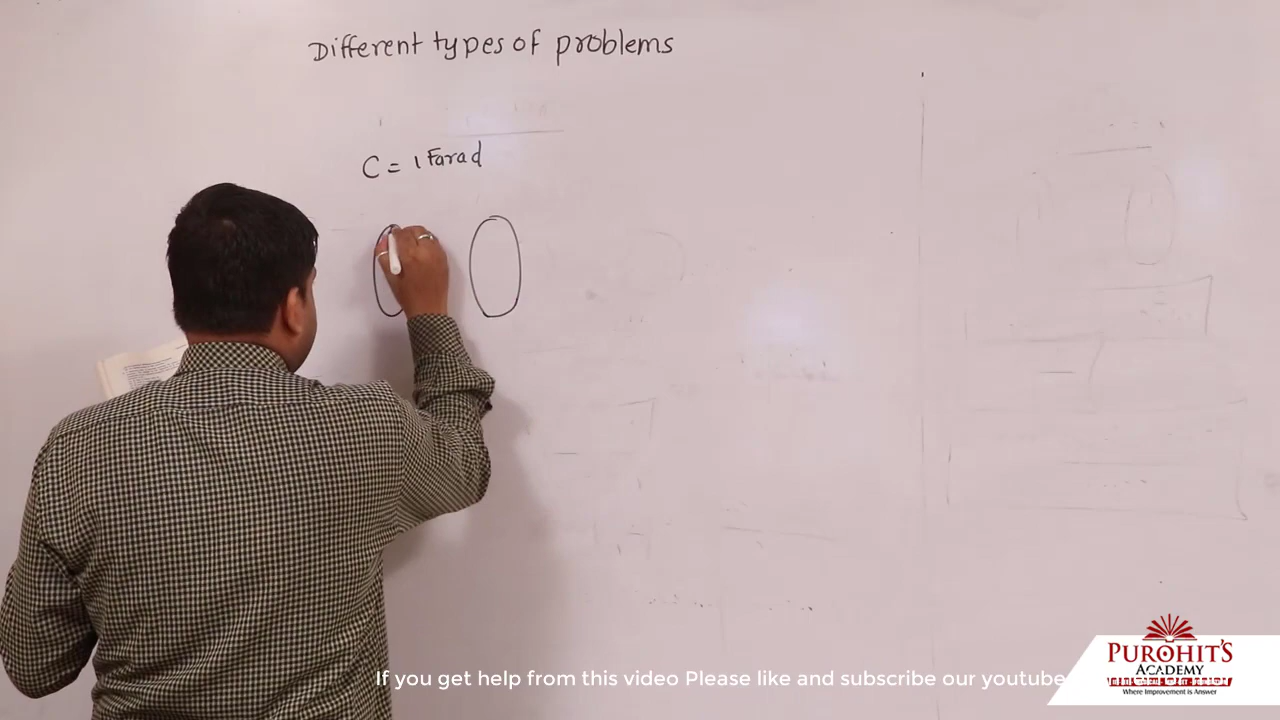 Different types of problems
C = 1 Farad
If you get help from this video Please like and subscribe our youtube
PUROHIT'S
ACADEMY
Where Improvement is Answer